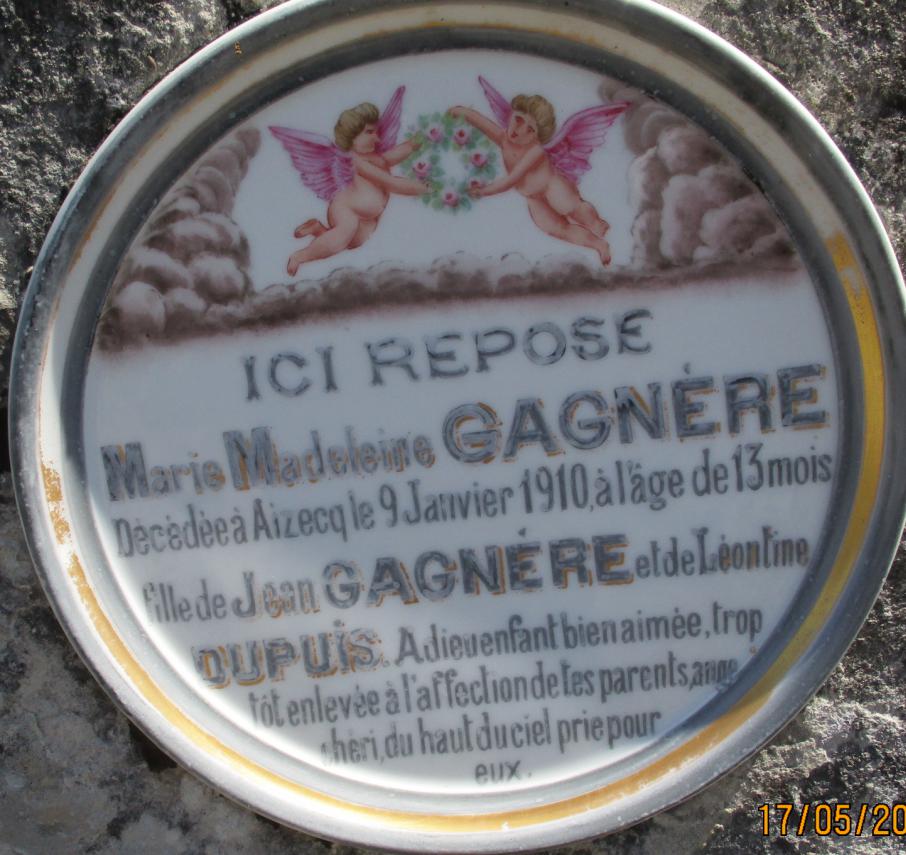 ICI REPOSE
Marie Madeleine GAGNÉRE
Décédée à Aizecq le 9 Janvier 1910, à l'âge de 13 mois
fille de Jean GAGNÉRE et de Léontine
DUPUIS. Adieu enfant bien aimée, trop
tôt enlevée à l'affection de tes parents, ange
chéri, du haut du ciel prie pour
eux.
17/05/20